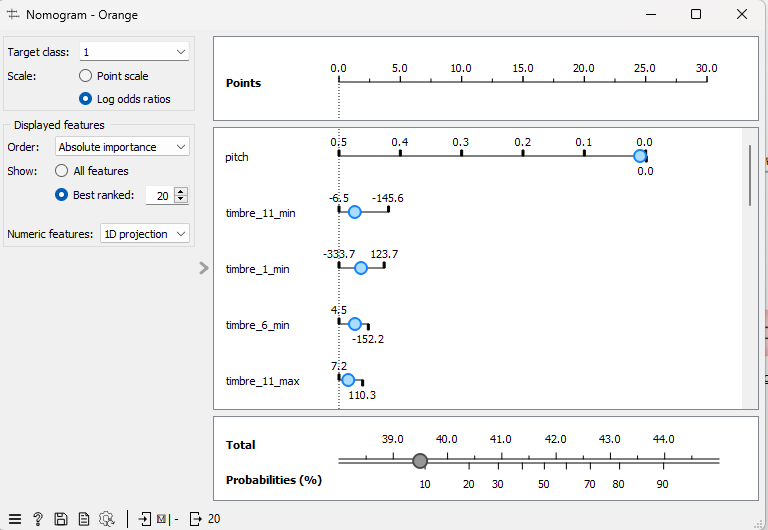 Nomogram - Orange
Target class: 1
Scale: Point scale
Log odds ratios
Displayed features
Order: Absolute importance
Show: All features
Best ranked: 20
Numeric features: 1D projection
Points 0.0 5.0 10.0 15.0 20.0 25.0 30.0
pitch 0.5 0.4 0.3 0.2 0.1 0.0
0.0
timbre_11_min -6.5 -145.6
timbre_1_min -333.7 123.7
timbre_6_min 4.5
-152.2
timbre_11_max 7.2
110.3
Total 39.0 40.0 41.0 42.0 43.0 44.0
Probabilities (%) 10 20 30 50 70 80 90
? M | - 20